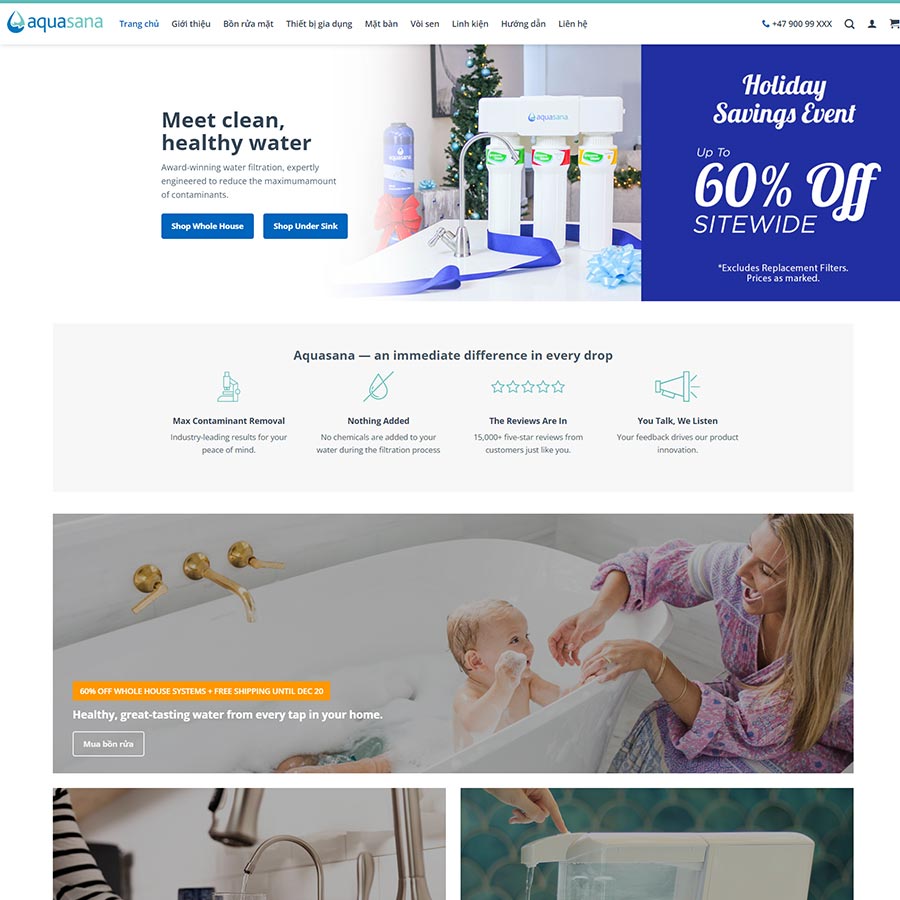 aquasana
Trang chủ
Giới thiệu
Bồn rửa mặt
Thiết bị gia dụng
Mặt bàn
Vòi sen
Linh kiện
Hướng dẫn
Liên hệ
+47 900 99 XXX
Meet clean,
healthy water
Award-winning water filtration, expertly
engineered to reduce the maximumamount
of contaminants.
Shop Whole House
Shop Under Sink
aquasana
aquasana
Holiday
Savings Event
Up To
60% Off
SITEWIDE
*Excludes Replacement Filters.
Prices as marked.
Aquasana — an immediate difference in every drop
Max Contaminant Removal
Industry-leading results for your
peace of mind.
Nothing Added
No chemicals are added to your
water during the filtration process
The Reviews Are In
15,000+ five-star reviews from
customers just like you.
You Talk, We Listen
Your feedback drives our product
innovation.
60% OFF WHOLE HOUSE SYSTEMS + FREE SHIPPING UNTIL DEC 20
Healthy, great-tasting water from every tap in your home.
Mua bồn rửa